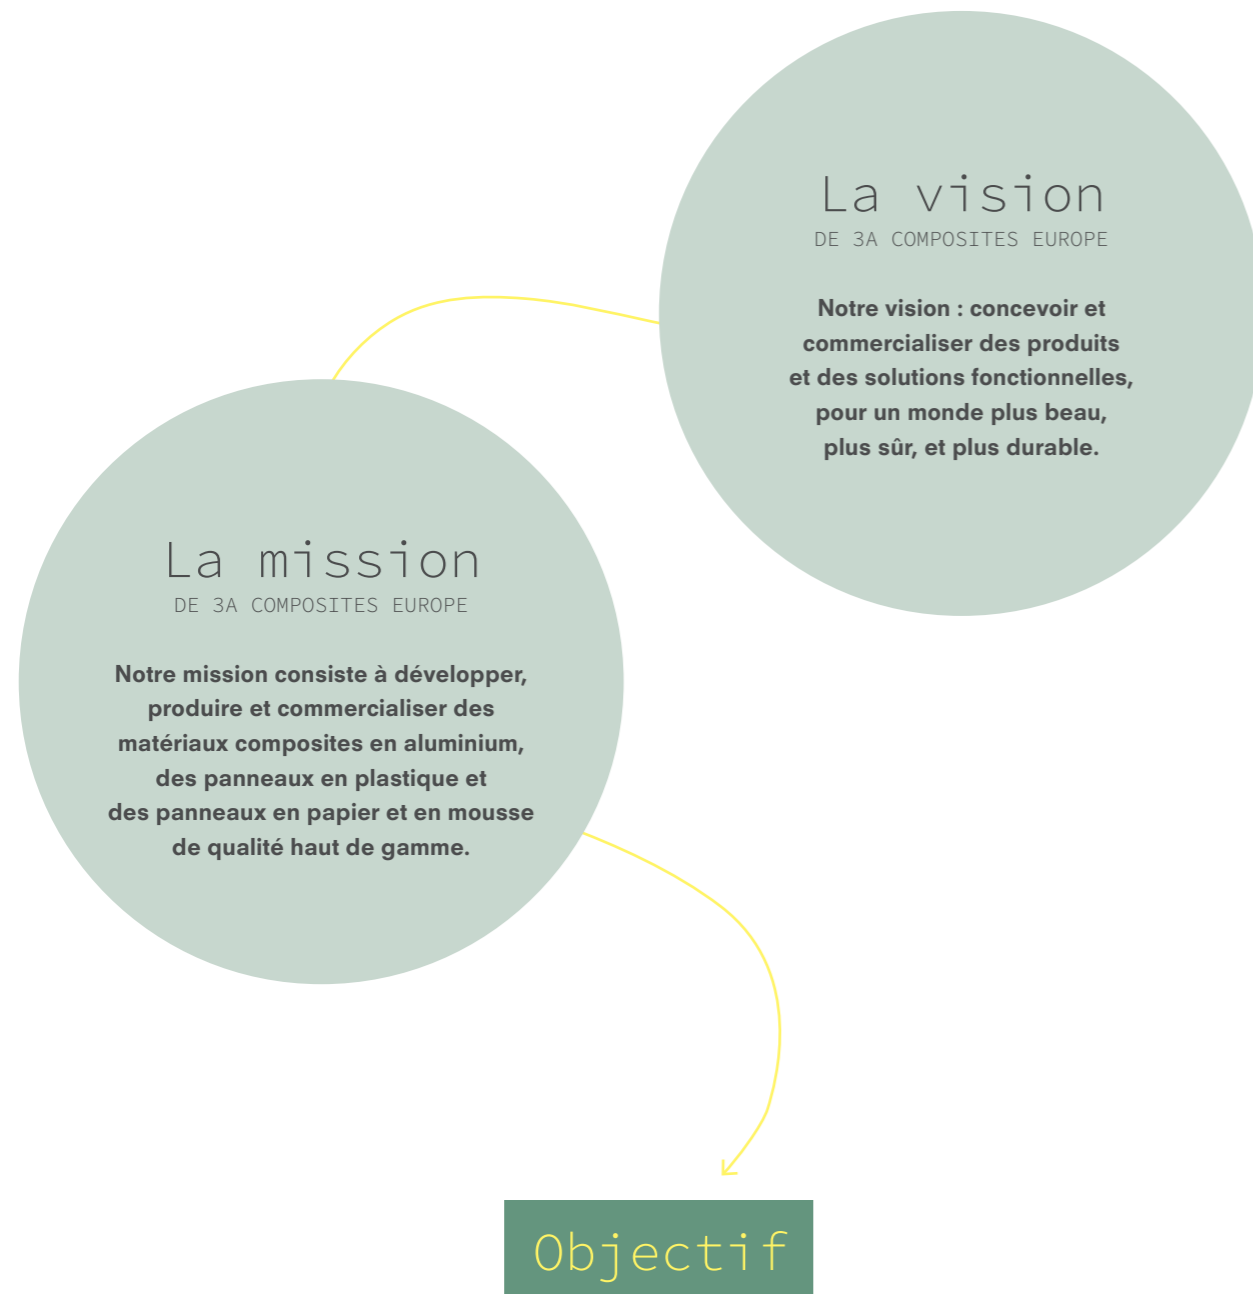 La vision
DE 3A COMPOSITES EUROPE
Notre vision : concevoir et
commercialiser des produits
et des solutions fonctionnelles,
pour un monde plus beau,
plus sûr, et plus durable.
La mission
DE 3A COMPOSITES EUROPE
Notre mission consiste à développer,
produire et commercialiser des
matériaux composites en aluminium,
des panneaux en plastique et
des panneaux en papier et en mousse
de qualité haut de gamme.
Objectif